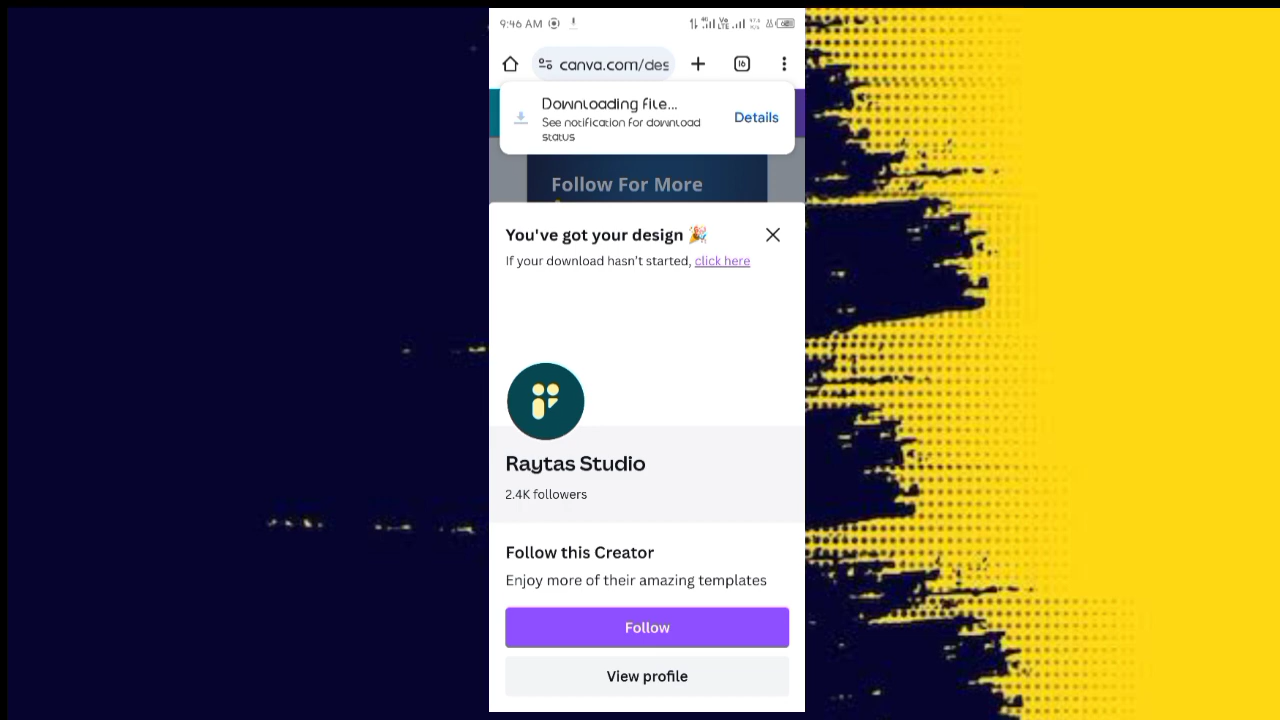 9:46 AM
canva.com/des
16
Downloading file...
See notification for download
status
Details
Follow For More
You've got your design 🎉
If your download hasn't started, click here
Raytas Studio
2.4K followers
Follow this Creator
Enjoy more of their amazing templates
Follow
View profile